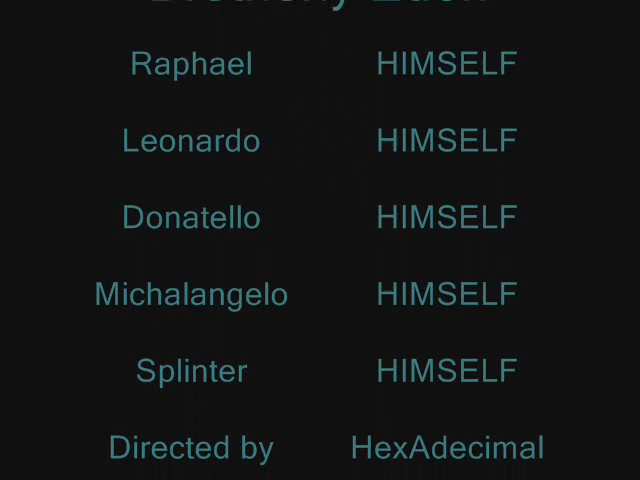 Raphael HIMSELF
Leonardo HIMSELF
Donatello HIMSELF
Michalangelo HIMSELF
Splinter HIMSELF
Directed by HexAdecimal